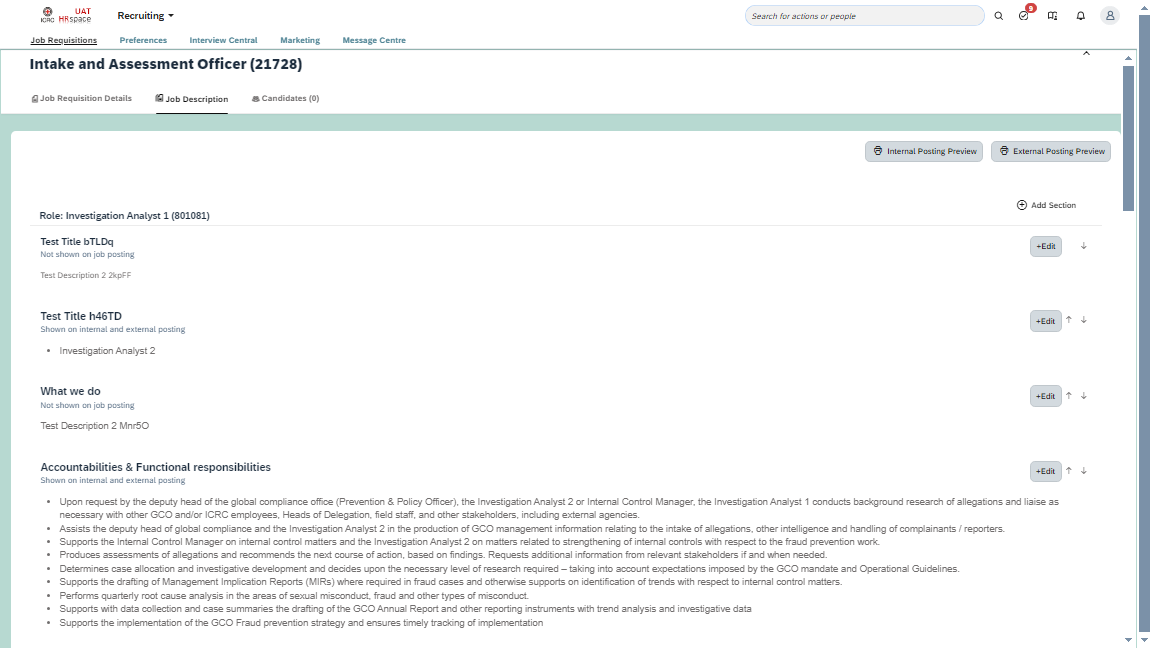 ICRC
UAT
HRspace
Recruiting
Search for actions or people
9
Job Requisitions
Preferences
Interview Central
Marketing
Message Centre
Intake and Assessment Officer (21728)
Job Requisition Details
Job Description
Candidates (0)
Internal Posting Preview
External Posting Preview
Add Section
Role: Investigation Analyst 1 (801081)
Test Title bTLDq
+Edit
Not shown on job posting
Test Description 2 2kpFF
Test Title h46TD
+Edit
Shown on internal and external posting
• Investigation Analyst 2
What we do
+Edit
Not shown on job posting
Test Description 2 Mnr5O
Accountabilities & Functional responsibilities
+Edit
Shown on internal and external posting
• Upon request by the deputy head of the global compliance office (Prevention & Policy Officer), the Investigation Analyst 2 or Internal Control Manager, the Investigation Analyst 1 conducts background research of allegations and liaise as
necessary with other GCO and/or ICRC employees, Heads of Delegation, field staff, and other stakeholders, including external agencies.
• Assists the deputy head of global compliance and the Investigation Analyst 2 in the production of GCO management information relating to the intake of allegations, other intelligence and handling of complainants / reporters.
• Supports the Internal Control Manager on internal control matters and the Investigation Analyst 2 on matters related to strengthening of internal controls with respect to the fraud prevention work.
• Produces assessments of allegations and recommends the next course of action, based on findings. Requests additional information from relevant stakeholders if and when needed.
• Determines case allocation and investigative development and decides upon the necessary level of research required – taking into account expectations imposed by the GCO mandate and Operational Guidelines.
• Supports the drafting of Management Implication Reports (MIRs) where required in fraud cases and otherwise supports on identification of trends with respect to internal control matters.
• Performs quarterly root cause analysis in the areas of sexual misconduct, fraud and other types of misconduct.
• Supports with data collection and case summaries the drafting of the GCO Annual Report and other reporting instruments with trend analysis and investigative data
• Supports the implementation of the GCO Fraud prevention strategy and ensures timely tracking of implementation